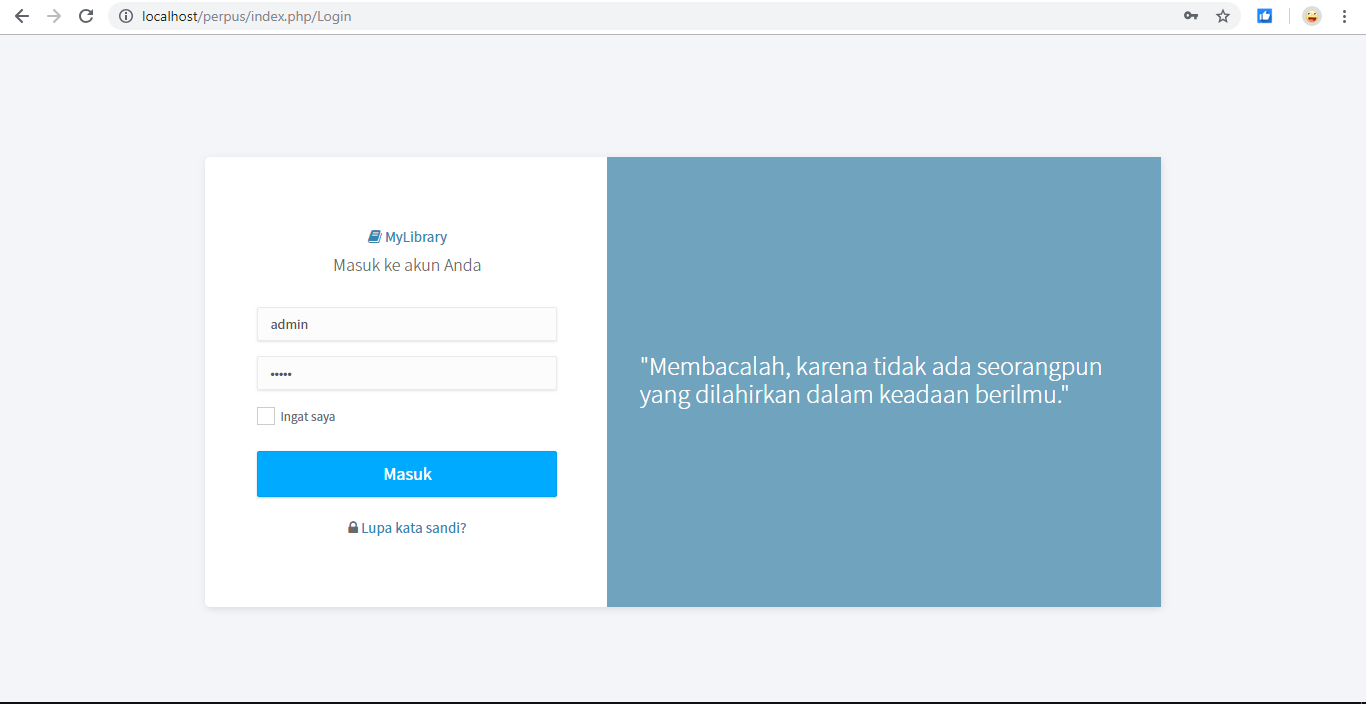 localhost/perpus/index.php/Login
MyLibrary
Masuk ke akun Anda
admin
•••••
Ingat saya
Masuk
Lupa kata sandi?
"Membacalah, karena tidak ada seorangpun
yang dilahirkan dalam keadaan berilmu."